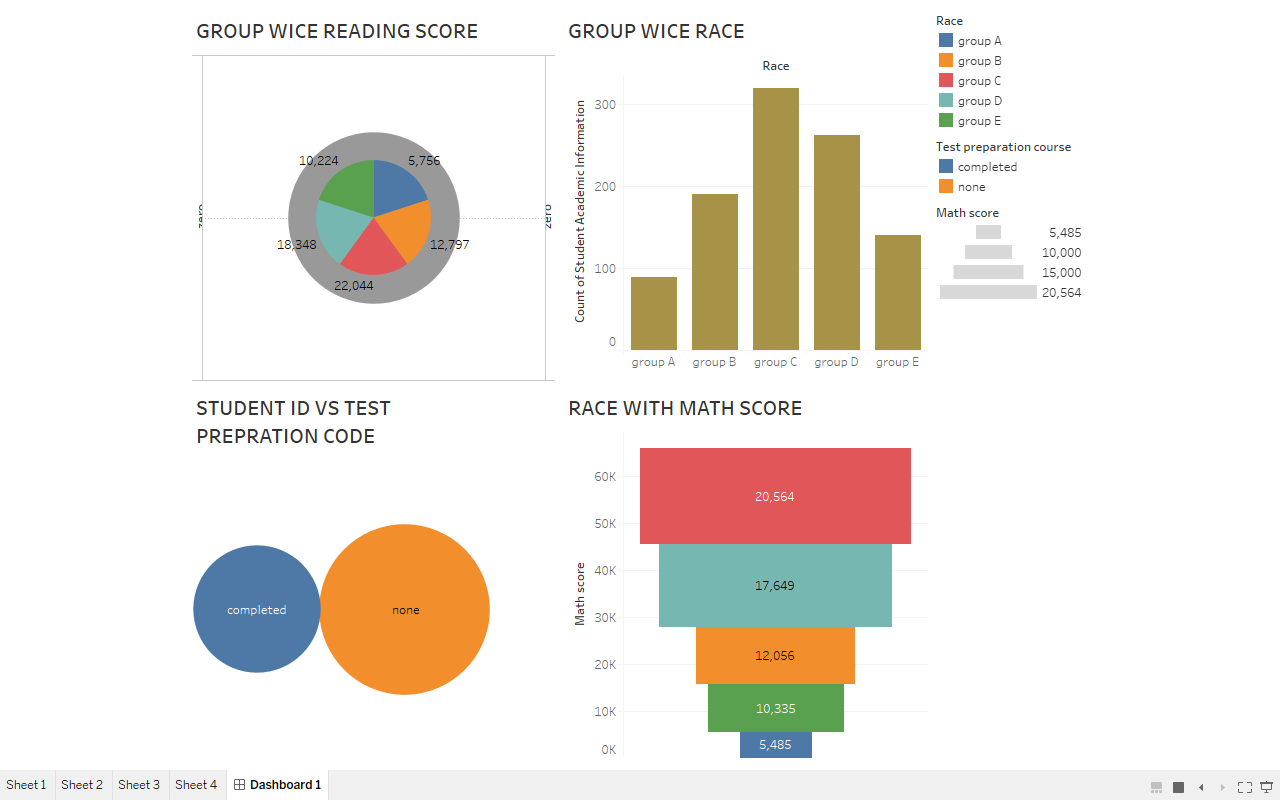 GROUP WICE READING SCORE
10,224
5,756
zero
zero
18,348
12,797
22,044
GROUP WICE RACE
Race
Count of Student Academic Information
300
200
100
0
group A
group B
group C
group D
group E
Race
group A
group B
group C
group D
group E
Test preparation course
completed
none
Math score
5,485
10,000
15,000
20,564
STUDENT ID VS TEST
PREPRATION CODE
completed
none
RACE WITH MATH SCORE
Math score
60K
50K
40K
30K
20K
10K
0K
20,564
17,649
12,056
10,335
5,485
Sheet 1
Sheet 2
Sheet 3
Sheet 4
Dashboard 1